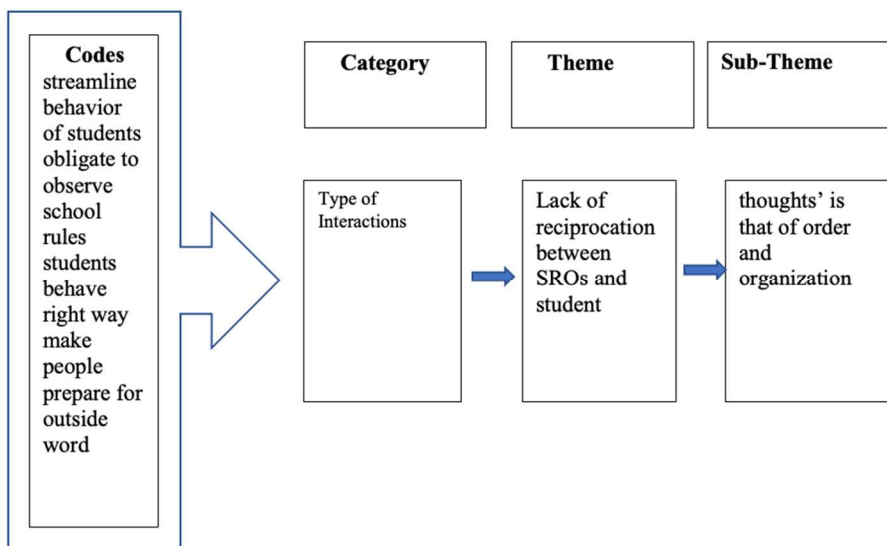 Codes
streamline
behavior
of students
obligate to
observe
school
rules
students
behave
right way
make
people
prepare for
outside
word
Category
Theme
Sub-Theme
Type of
Interactions
Lack of
reciprocation
between
SROs and
student
thoughts’ is
that of order
and
organization